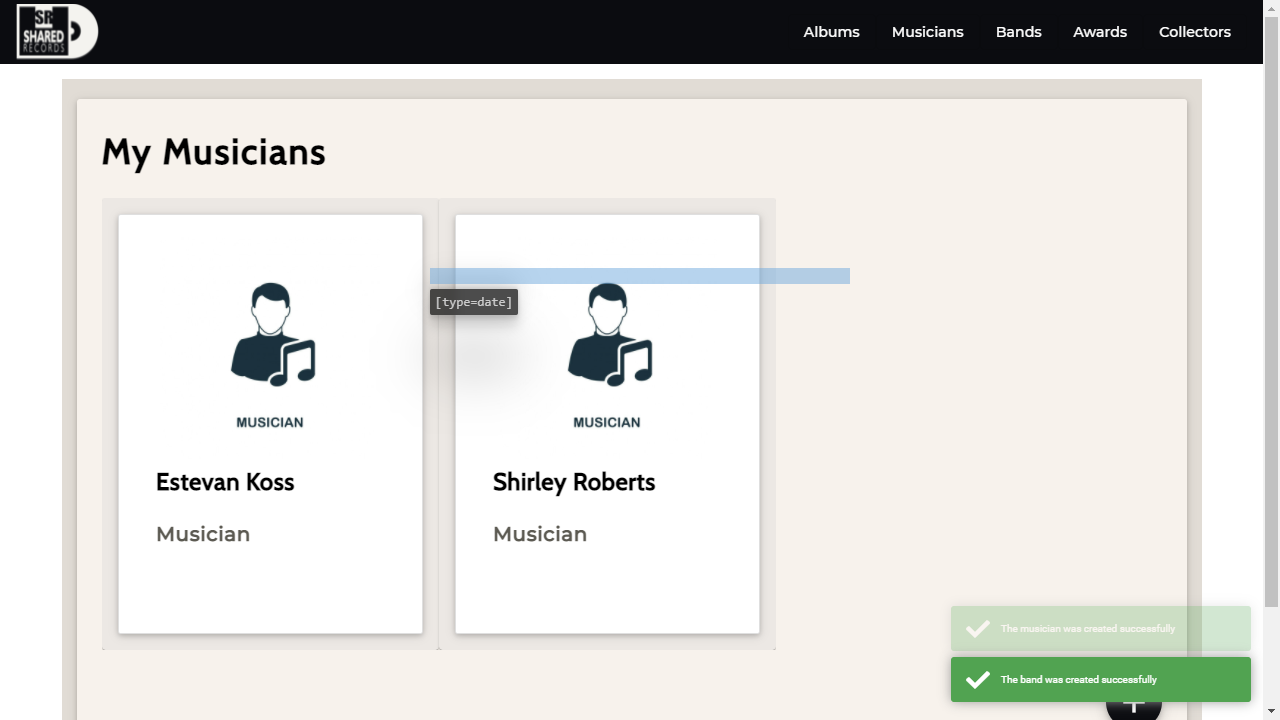 SR
SHARED
RECORDS
Albums
Musicians
Bands
Awards
Collectors
My Musicians
[type=date]
MUSICIAN
MUSICIAN
Estevan Koss
Shirley Roberts
Musician
Musician
The musician was created successfully
The band was created successfully